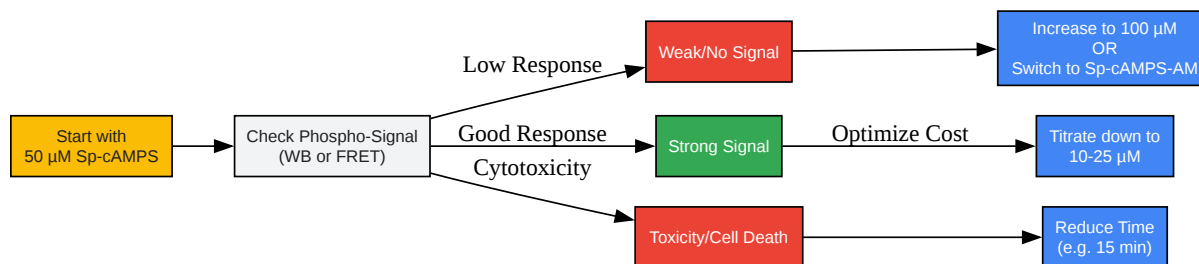 Start with
50 µM Sp-cAMPS
Check Phospho-Signal
(WB or FRET)
Low Response
Good Response
Cytotoxicity
Weak/No Signal
Strong Signal
Toxicity/Cell Death
Optimize Cost
Increase to 100 µM
OR
Switch to Sp-cAMPS-AM
Titrate down to
10-25 µM
Reduce Time
(e.g. 15 min)